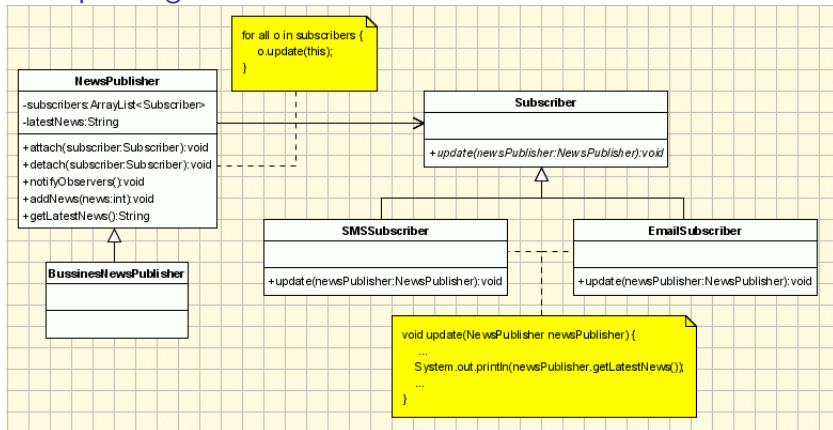 for all o in subscribers {
o.update(this);
}
NewsPublisher
-subscribers:ArrayList<Subscriber>
-latestNews:String
+attach(subscriber:Subscriber):void
+detach(subscriber:Subscriber):void
+notifyObservers():void
+addNews(news:int):void
+getLatestNews():String
Subscriber
+update(newsPublisher:NewsPublisher):void
BussinesNewsPublisher
SMSSubscriber
+update(newsPublisher:NewsPublisher):void
EmailSubscriber
+update(newsPublisher:NewsPublisher):void
void update(NewsPublisher newsPublisher) {
...
System.out.println(newsPublisher.getLatestNews());
...
}